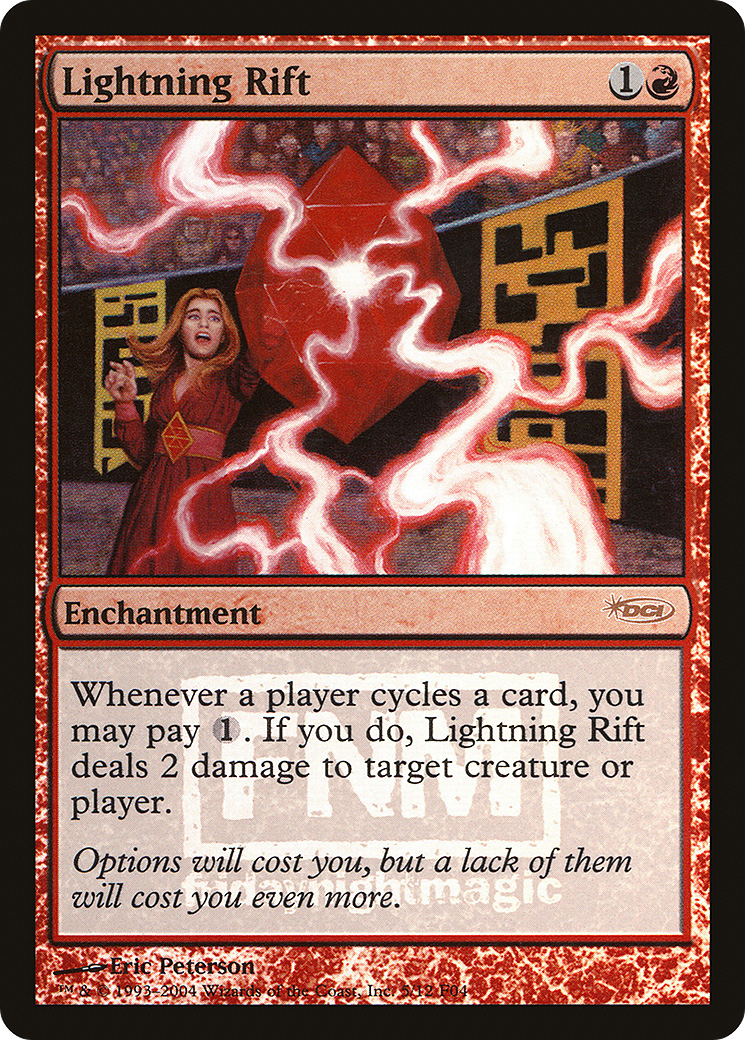 Lightning Rift 1
Enchantment DCI
Whenever a player cycles a card, you
may pay 1. If you do, Lightning Rift
deals 2 damage to target creature or
player.
Options will cost you, but a lack of them
will cost you even more.
FNM
fridaynightmagic
Eric Peterson
™ & © 1993–2004 Wizards of the Coast, Inc. 5/12 F04